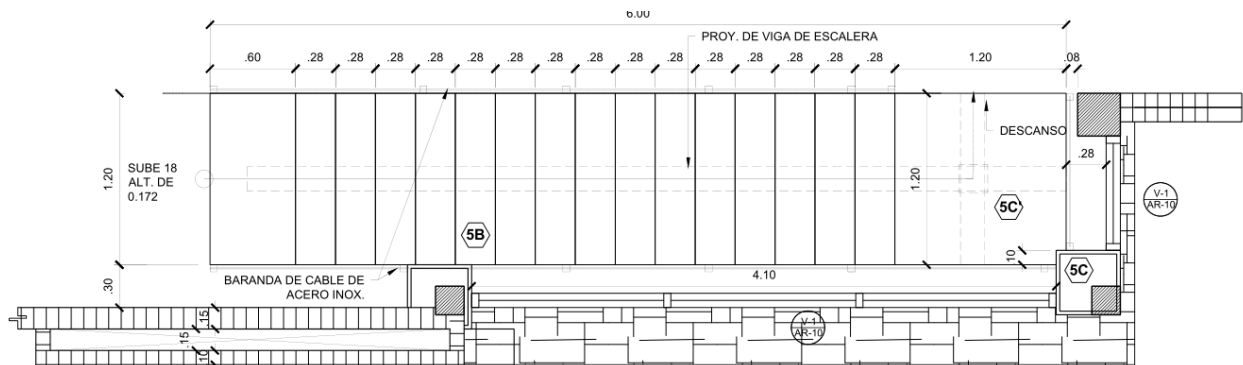 6.00
PROY. DE VIGA DE ESCALERA
.60 .28 .28 .28 .28 .28 .28 .28 .28 .28 .28 .28 .28 .28 .28 .28 1.20 .08
DESCANSO
.28
1.20
SUBE 18
ALT. DE
0.172
1.20
V-1
AR-10
5C'
5B
10
5C
4.10
BARANDA DE CABLE DE
ACERO INOX.
.30
.15
.15
10
V-1
AR-10